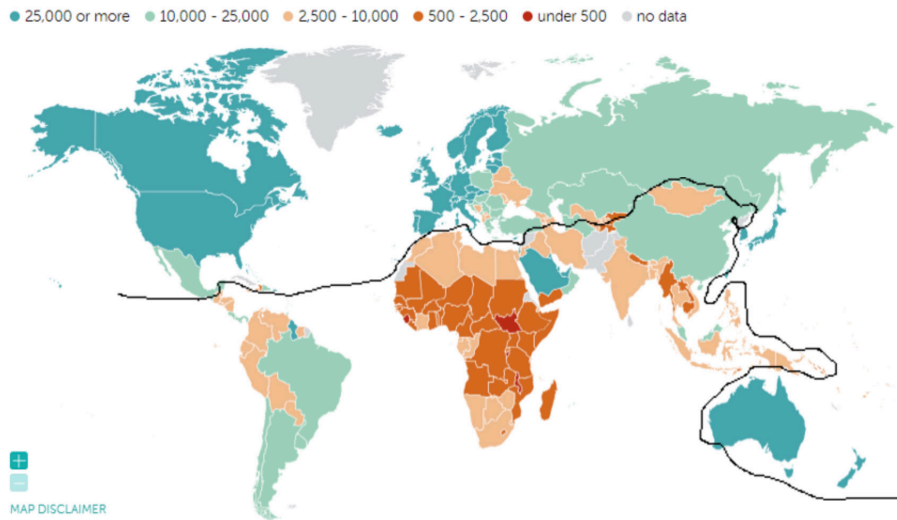 25,000 or more 10,000 - 25,000 2,500 - 10,000 500 - 2,500 under 500 no data
+
−
MAP DISCLAIMER